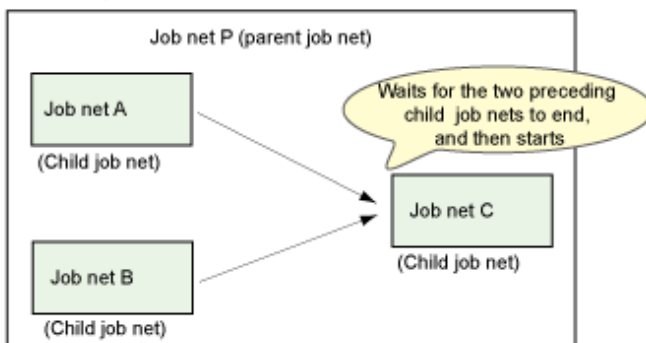 Job net P (parent job net)
Job net A
(Child job net)
Waits for the two preceding
child job nets to end,
and then starts
Job net C
(Child job net)
Job net B
(Child job net)